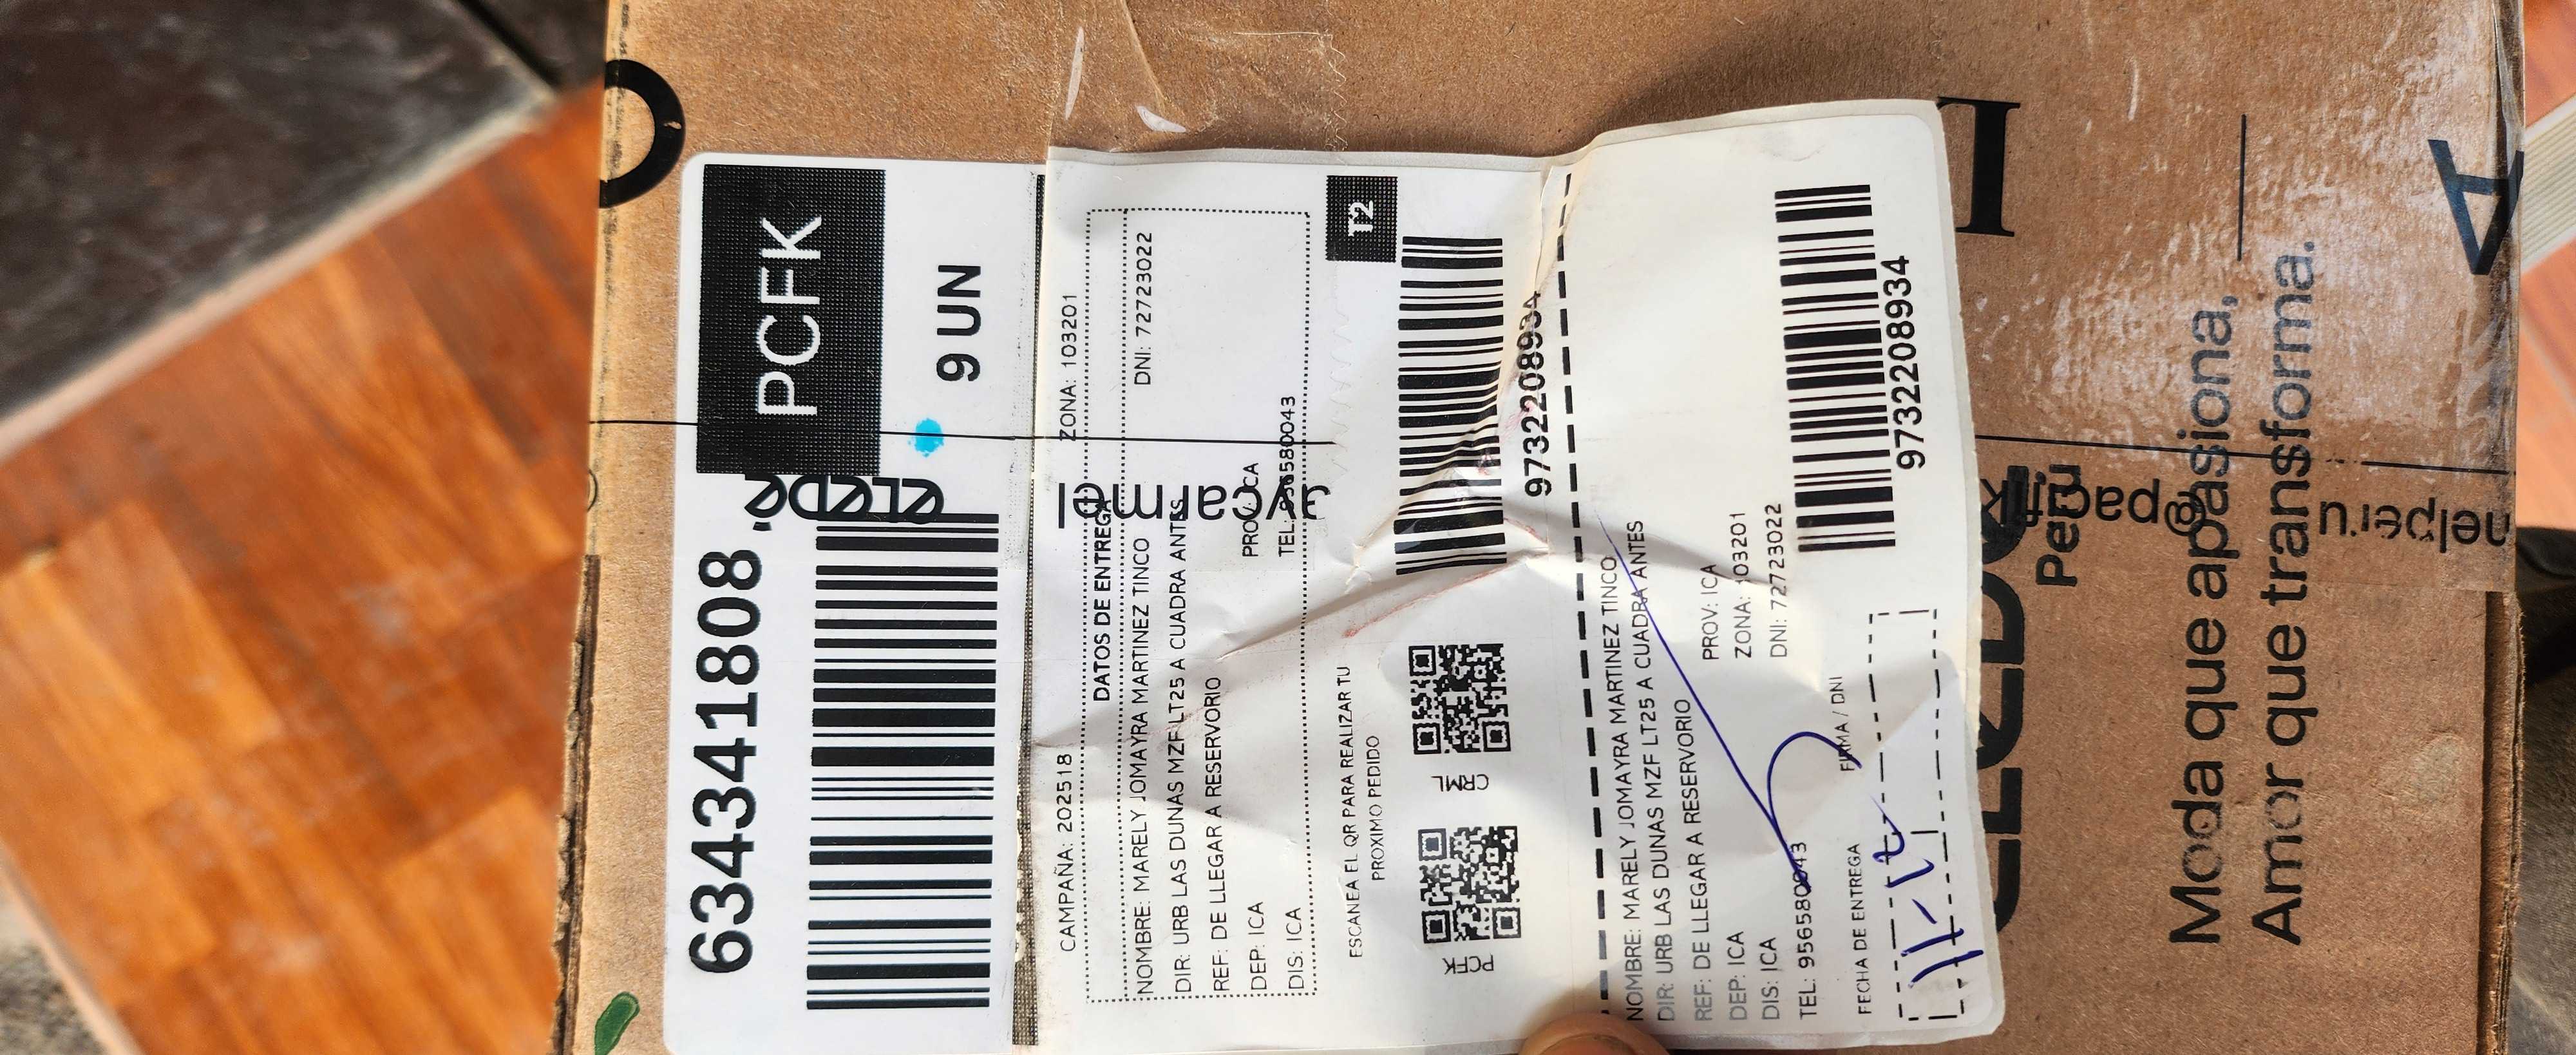 634341808
PCFK
9 UN
CAMPAÑA: 202518 ZONA: 103201
DATOS DE ENTREGA
NOMBRE: MARELY JOMAYRA MARTINEZ TINCO DNI: 72723022
DIR: URB LAS DUNAS MZF LT25 A CUADRA ANTES
REF: DE LLEGAR A RESERVORIO
DEP: ICA PROV: ICA
DIS: ICA TEL: 956580043
T2
ESCANEA EL QR PARA REALIZAR TU
PROXIMO PEDIDO
PCFK CRML
9732208934
NOMBRE: MARELY JOMAYRA MARTINEZ TINCO
DIR: URB LAS DUNAS MZF LT25 A CUADRA ANTES
REF: DE LLEGAR A RESERVORIO
DEP: ICA PROV: ICA
DIS: ICA ZONA: 103201
TEL: 956580043 DNI: 72723022
9732208934
FECHA DE ENTREGA FIRMA / DNI
Perú
Moda que apasiona,
Amor que transforma.